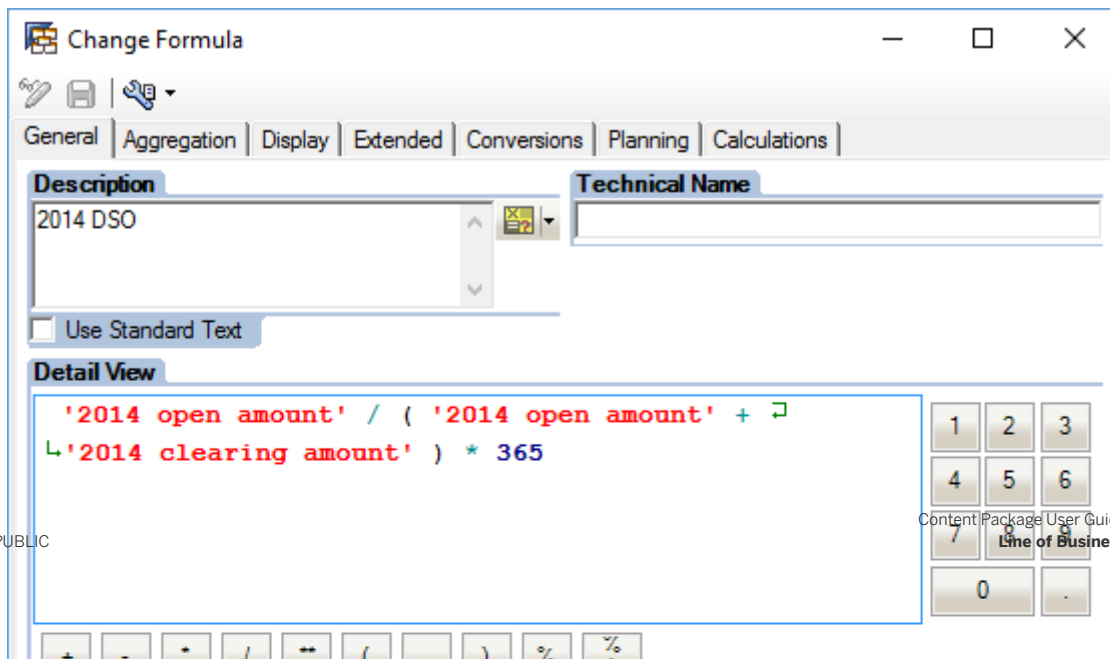 Change Formula
General Aggregation Display Extended Conversions Planning Calculations
Description Technical Name
2014 DSO
Use Standard Text
Detail View
'2014 open amount' / ( '2014 open amount' +
'2014 clearing amount' ) * 365
1 2 3
4 5 6
Content Package User Gui
7 8 9
PUBLIC Line of Busine
0 .
+ - * / ** ( ) % %